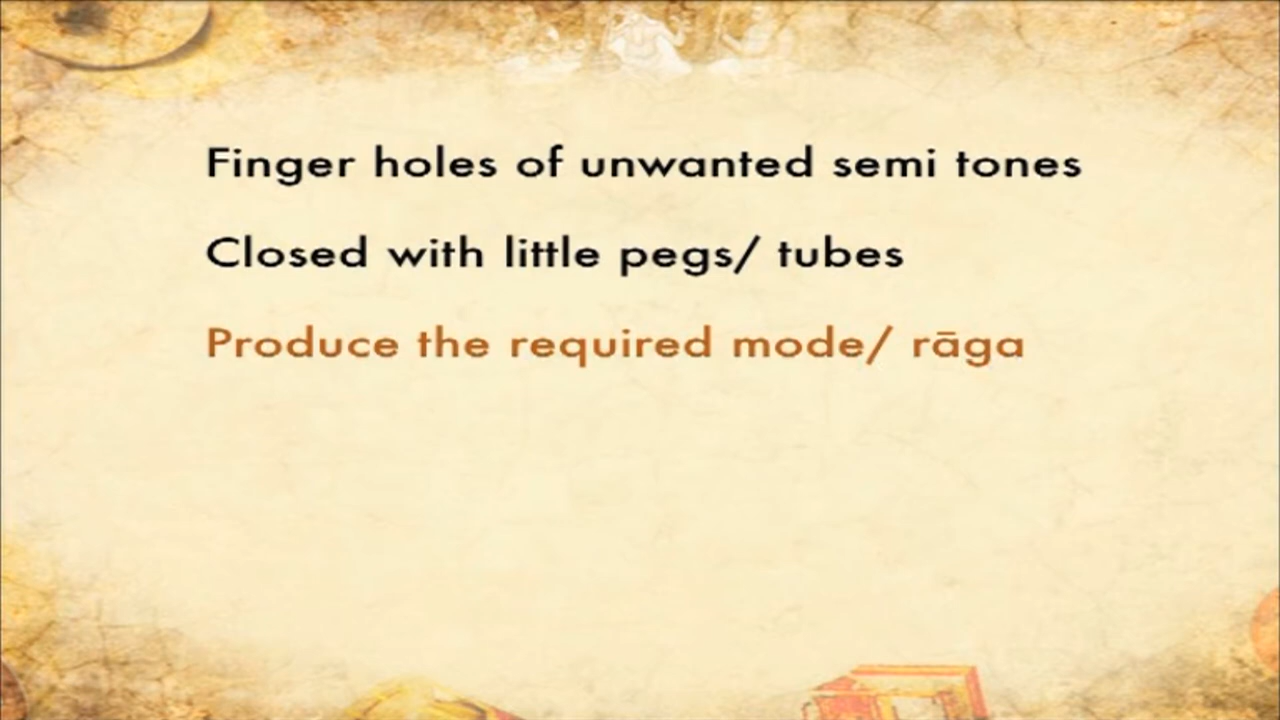 Finger holes of unwanted semi tones
Closed with little pegs/ tubes
Produce the required mode/ rāga